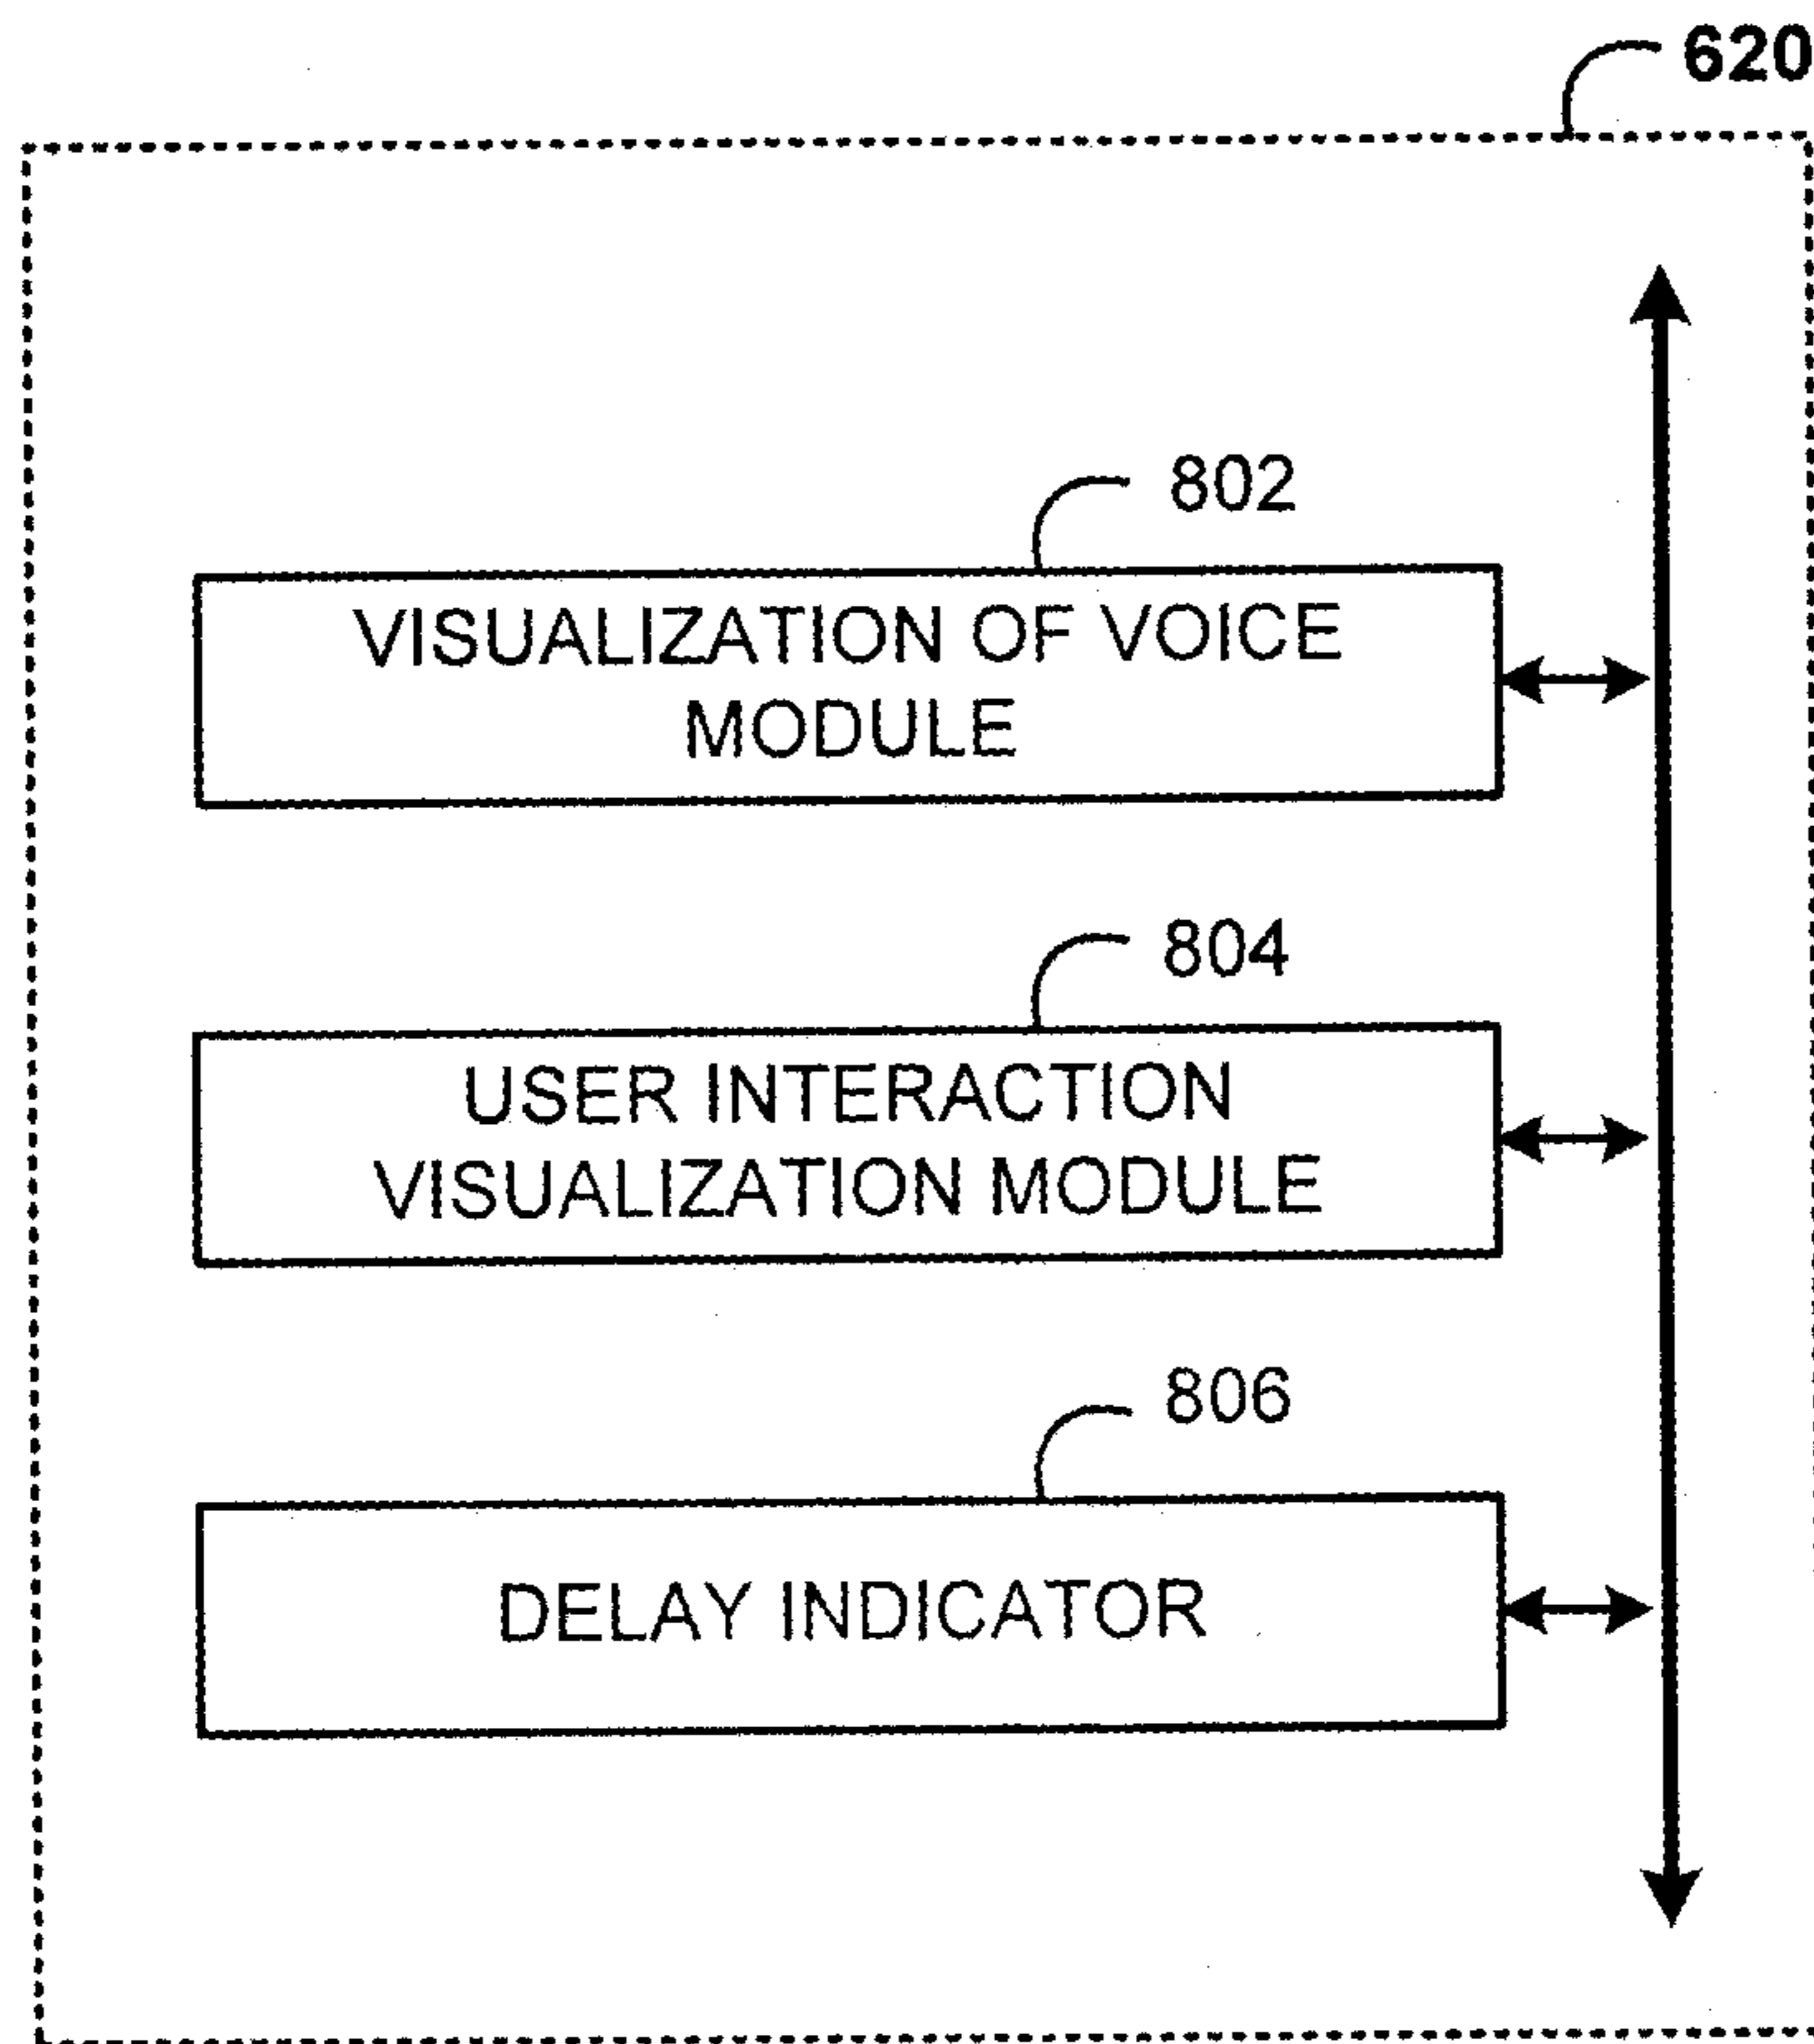 620
802
VISUALIZATION OF VOICE
MODULE
804
USER INTERACTION
VISUALIZATION MODULE
806
DELAY INDICATOR